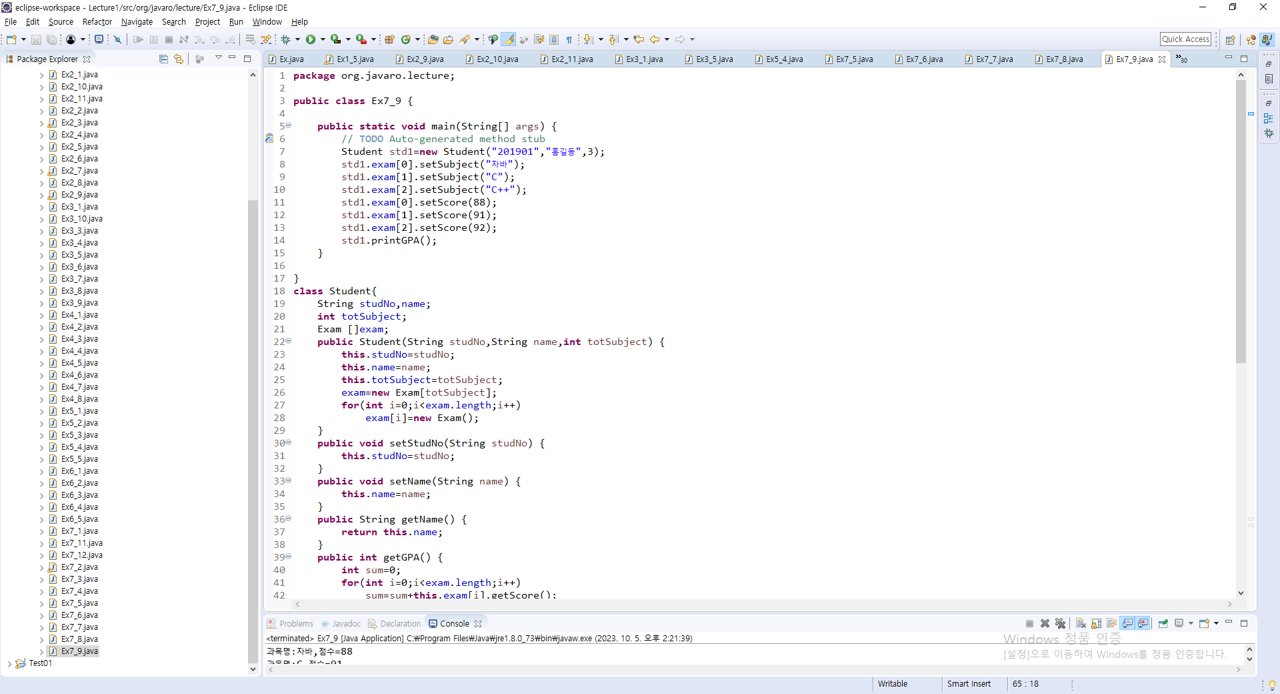 eclipse-workspace - Lecture1/src/org/javaro/lecture/Ex7_9.java - Eclipse IDE
File Edit Source Refactor Navigate Search Project Run Window Help
Quick Access
Package Explorer
Ex.java Ex1_5.java Ex2_9.java Ex2_10.java Ex2_11.java Ex3_1.java Ex3_5.java Ex5_4.java Ex7_5.java Ex7_6.java Ex7_7.java Ex7_8.java Ex7_9.java »30
Ex2_1.java
Ex2_10.java
Ex2_11.java
Ex2_2.java
Ex2_3.java
Ex2_4.java
Ex2_5.java
Ex2_6.java
Ex2_7.java
Ex2_8.java
Ex2_9.java
Ex3_1.java
Ex3_10.java
Ex3_3.java
Ex3_4.java
Ex3_5.java
Ex3_6.java
Ex3_7.java
Ex3_8.java
Ex3_9.java
Ex4_1.java
Ex4_2.java
Ex4_3.java
Ex4_4.java
Ex4_5.java
Ex4_6.java
Ex4_7.java
Ex4_8.java
Ex5_1.java
Ex5_2.java
Ex5_3.java
Ex5_4.java
Ex5_5.java
Ex6_1.java
Ex6_2.java
Ex6_3.java
Ex6_4.java
Ex6_5.java
Ex7_1.java
Ex7_11.java
Ex7_12.java
Ex7_2.java
Ex7_3.java
Ex7_4.java
Ex7_5.java
Ex7_6.java
Ex7_7.java
Ex7_8.java
Ex7_9.java
Test01
1 package org.javaro.lecture;
2
3 public class Ex7_9 {
4
5 public static void main(String[] args) {
6 // TODO Auto-generated method stub
7 Student std1=new Student("201901","홍길동",3);
8 std1.exam[0].setSubject("자바");
9 std1.exam[1].setSubject("C");
10 std1.exam[2].setSubject("C++");
11 std1.exam[0].setScore(88);
12 std1.exam[1].setScore(91);
13 std1.exam[2].setScore(92);
14 std1.printGPA();
15 }
16
17 }
18 class Student{
19 String studNo,name;
20 int totSubject;
21 Exam []exam;
22 public Student(String studNo,String name,int totSubject) {
23 this.studNo=studNo;
24 this.name=name;
25 this.totSubject=totSubject;
26 exam=new Exam[totSubject];
27 for(int i=0;i<exam.length;i++)
28 exam[i]=new Exam();
29 }
30 public void setStudNo(String studNo) {
31 this.studNo=studNo;
32 }
33 public void setName(String name) {
34 this.name=name;
35 }
36 public String getName() {
37 return this.name;
38 }
39 public int getGPA() {
40 int sum=0;
41 for(int i=0;i<exam.length;i++)
42 sum=sum+this.exam[i].getScore();
Problems Javadoc Declaration Console
<terminated> Ex7_9 [Java Application] C:₩Program Files₩Java₩jre1.8.0_73₩bin₩javaw.exe (2023. 10. 5. 오후 2:21:39)
과목명:자바,점수=88
과목명:C,점수=91
Windows 정품 인증
[설정]으로 이동하여 Windows를 정품 인증합니다.
Writable Smart Insert 65 : 18